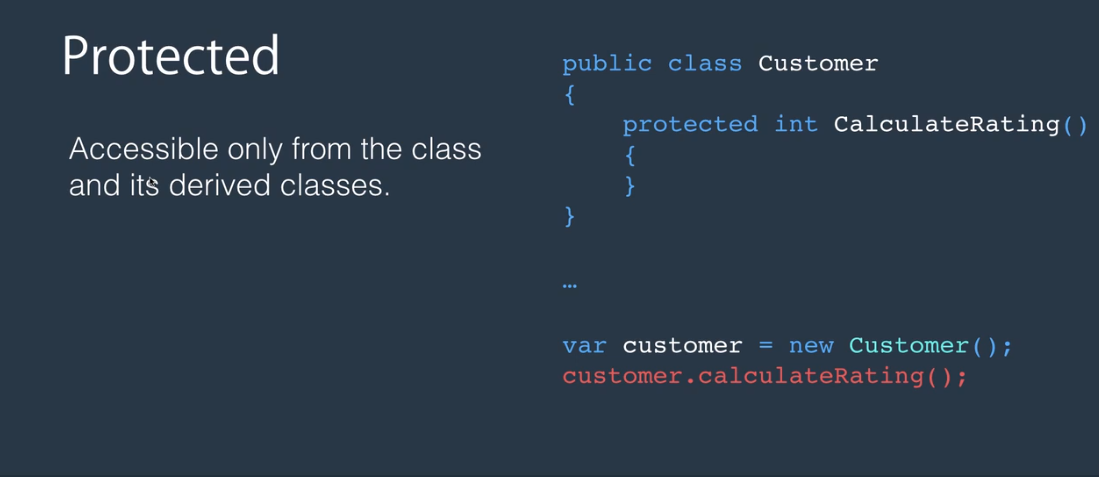 Protected
Accessible only from the class
and its derived classes.
public class Customer
{
    protected int CalculateRating()
    {
    }
}
…
var customer = new Customer();
customer.calculateRating();